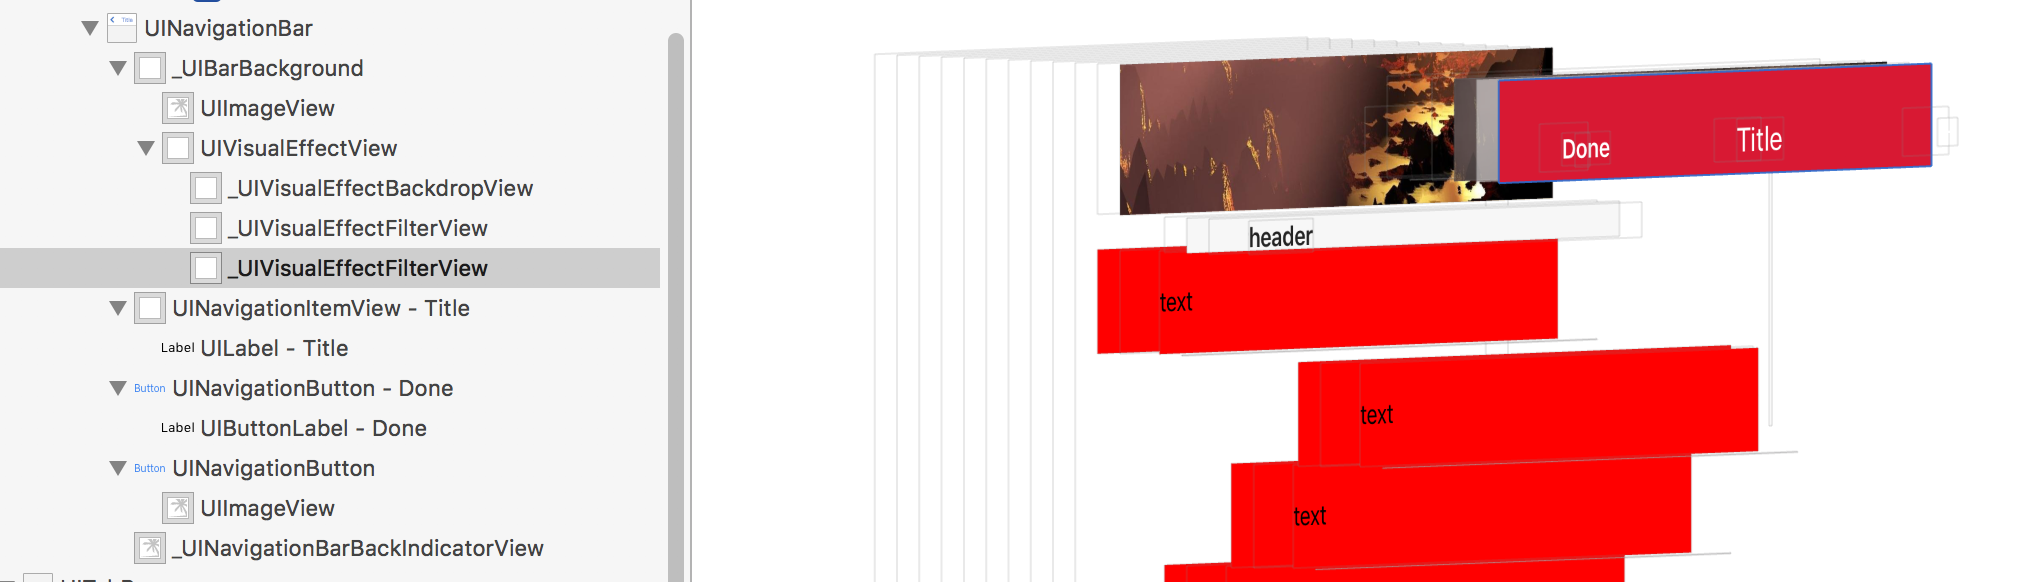 Title
UINavigationBar
_UIBarBackground
UIImageView
UIVisualEffectView
_UIVisualEffectBackdropView
_UIVisualEffectFilterView
_UIVisualEffectFilterView
UINavigationItemView - Title
Label UILabel - Title
Button UINavigationButton - Done
Label UIButtonLabel - Done
Button UINavigationButton
UIImageView
_UINavigationBarBackIndicatorView
Done
Title
header
text
text
text